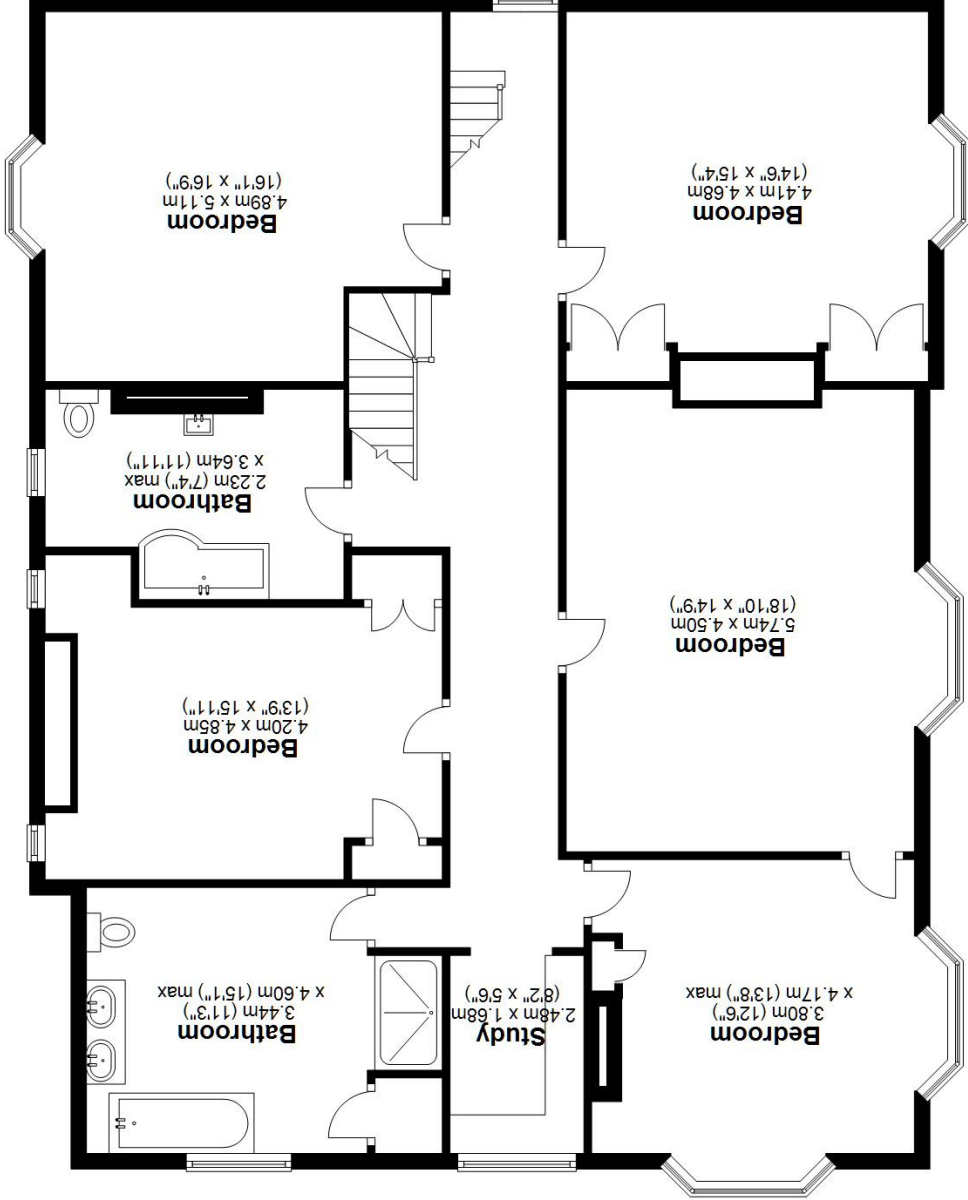 Bedroom
3.80m (12'6")
x 4.17m (13'8") max
Study
2.48m x 1.68m
(8'2" x 5'6")
Bathroom
3.44m (11'3")
x 4.60m (15'1") max
Bedroom
4.20m x 4.85m
(13'9" x 15'11")
Bedroom
5.74m x 4.50m
(18'10" x 14'9")
Bathroom
2.23m (7'4") max
x 3.64m (11'11")
Bedroom
4.41m x 4.68m
(14'6" x 15'4")
Bedroom
4.89m x 5.11m
(16'1" x 16'9")